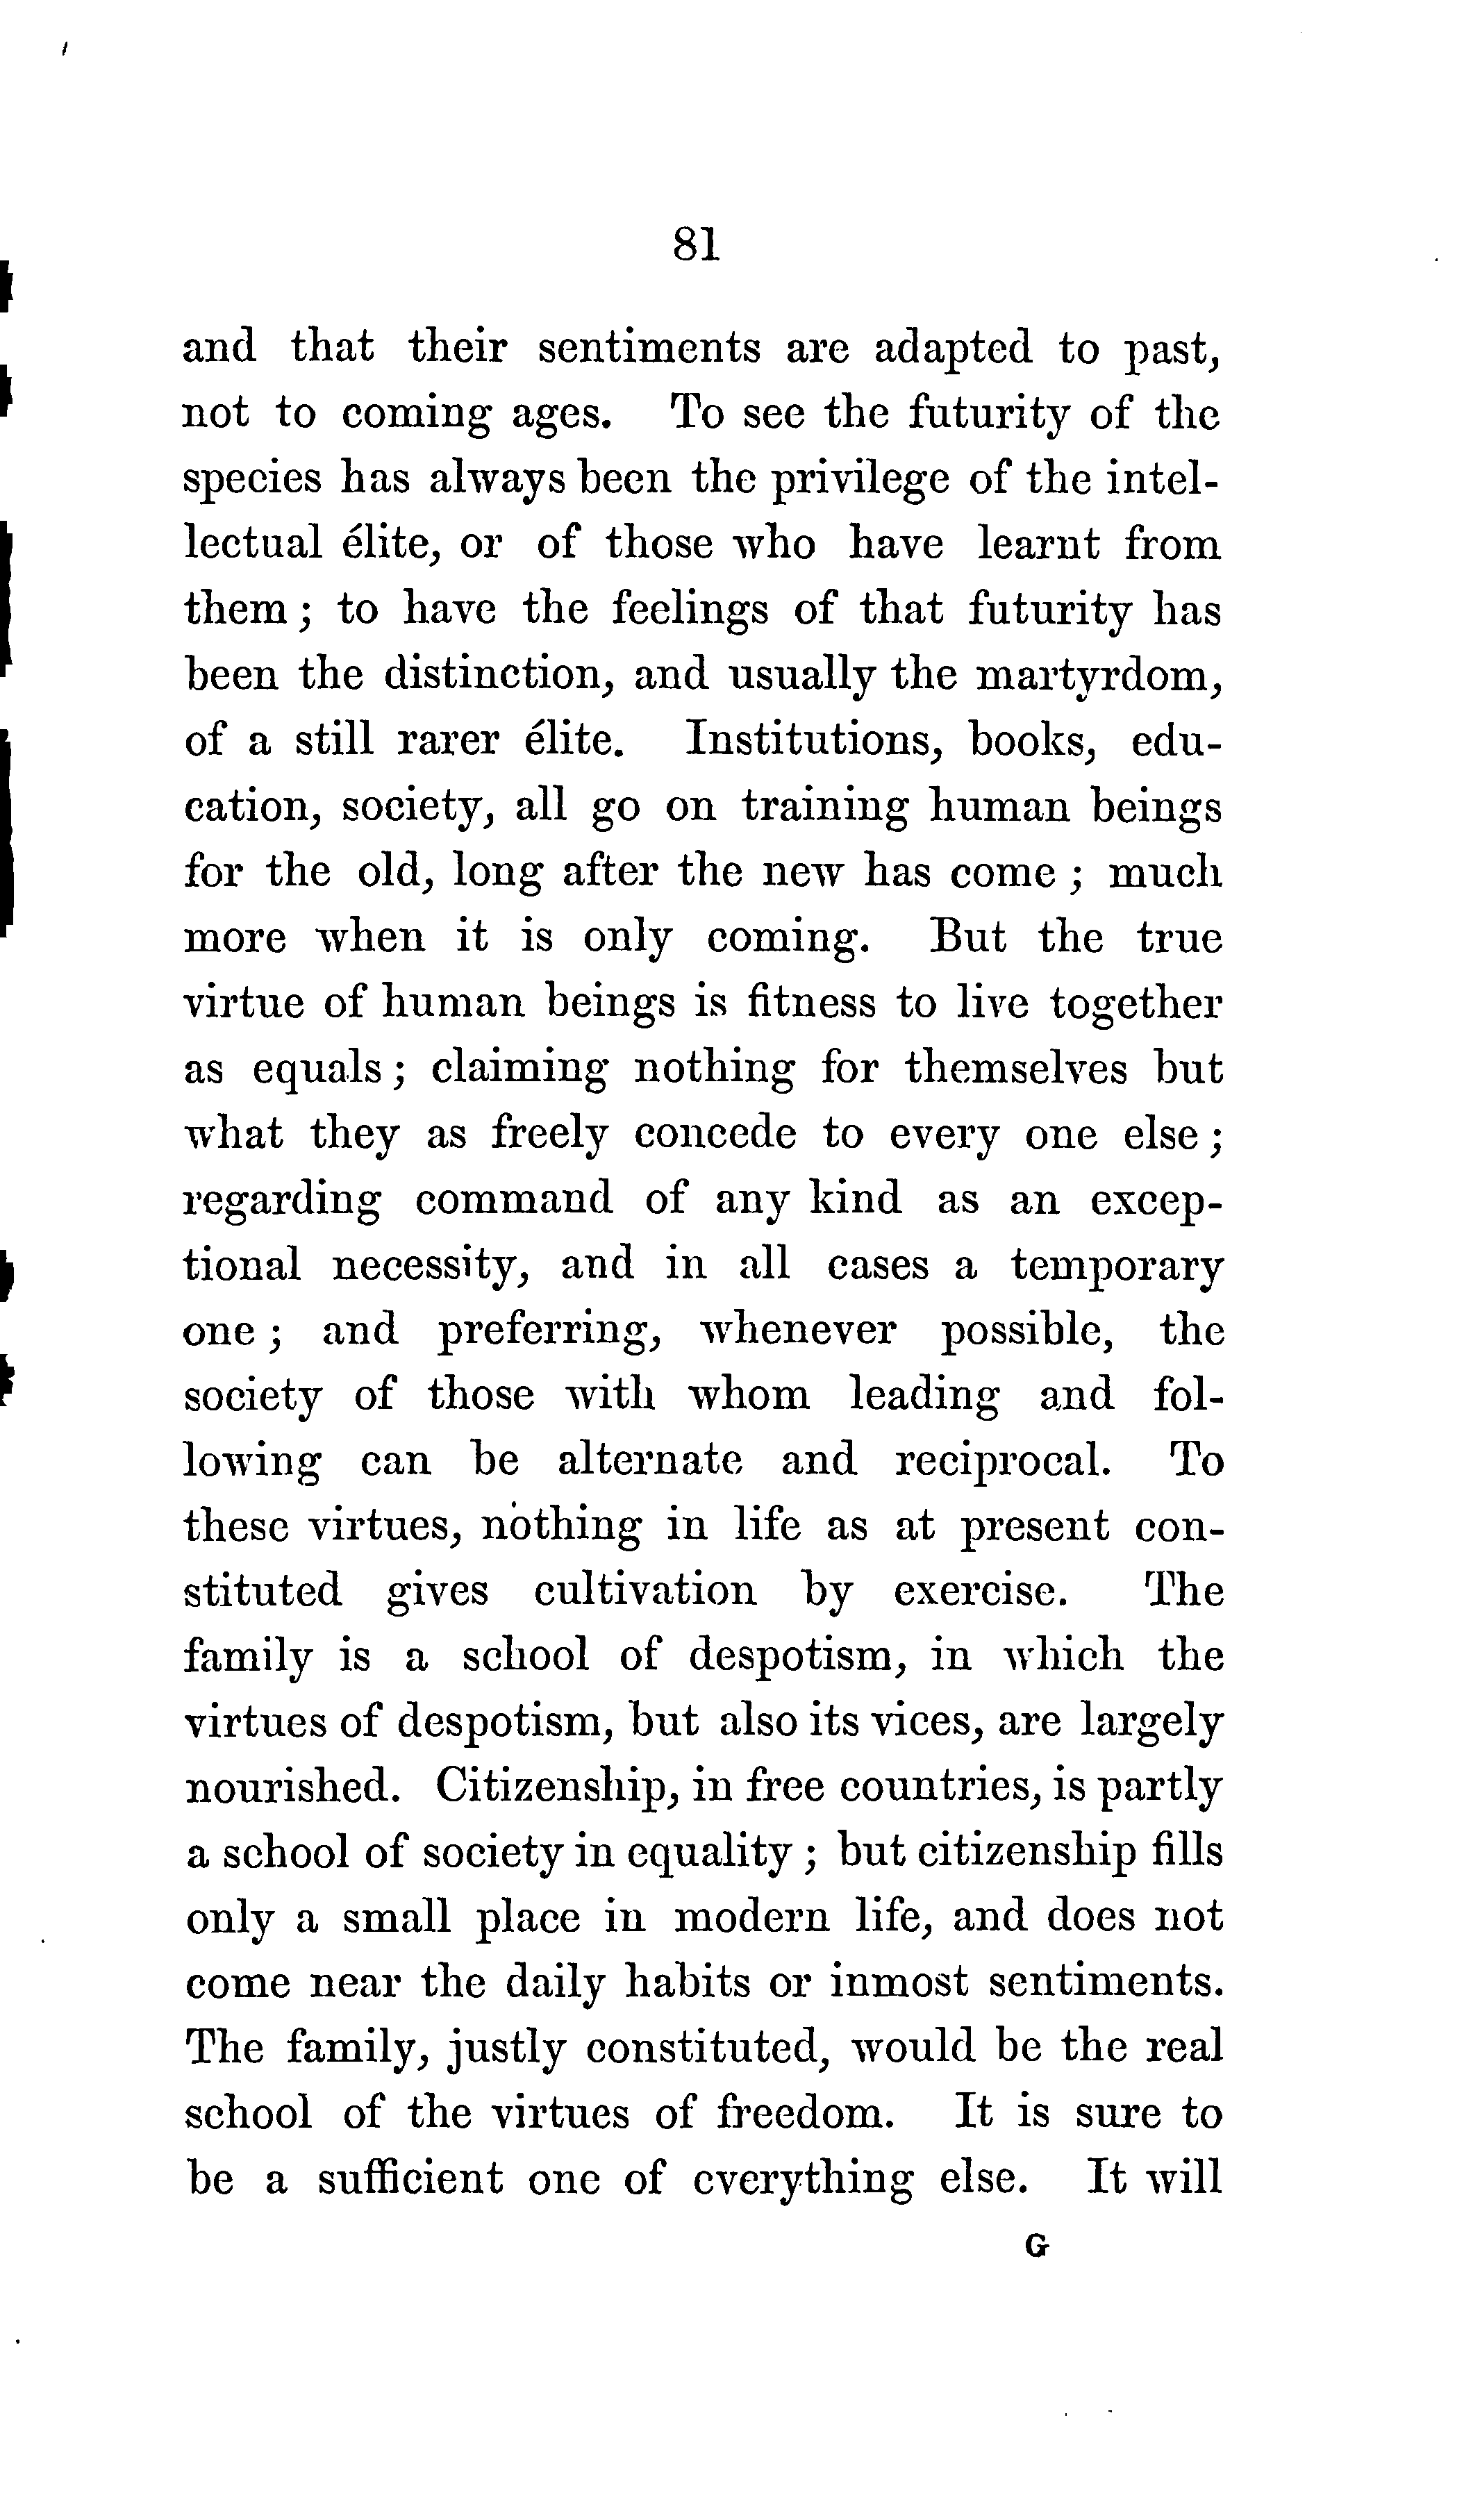 81
and that their sentiments are adapted to past,
not to coming ages. To see the futurity of the
species has always been the privilege of the intel-
lectual élite, or of those who have learnt from
them; to have the feelings of that futurity has
been the distinction, and usually the martyrdom,
of a still rarer élite. Institutions, books, edu-
cation, society, all go on training human beings
for the old, long after the new has come; much
more when it is only coming. But the true
virtue of human beings is fitness to live together
as equals; claiming nothing for themselves but
what they as freely concede to every one else;
regarding command of any kind as an excep-
tional necessity, and in all cases a temporary
one; and preferring, whenever possible, the
society of those with whom leading and fol-
lowing can be alternate and reciprocal. To
these virtues, nothing in life as at present con-
stituted gives cultivation by exercise. The
family is a school of despotism, in which the
virtues of despotism, but also its vices, are largely
nourished. Citizenship, in free countries, is partly
a school of society in equality; but citizenship fills
only a small place in modern life, and does not
come near the daily habits or inmost sentiments.
The family, justly constituted, would be the real
school of the virtues of freedom. It is sure to
be a sufficient one of everything else. It will
G